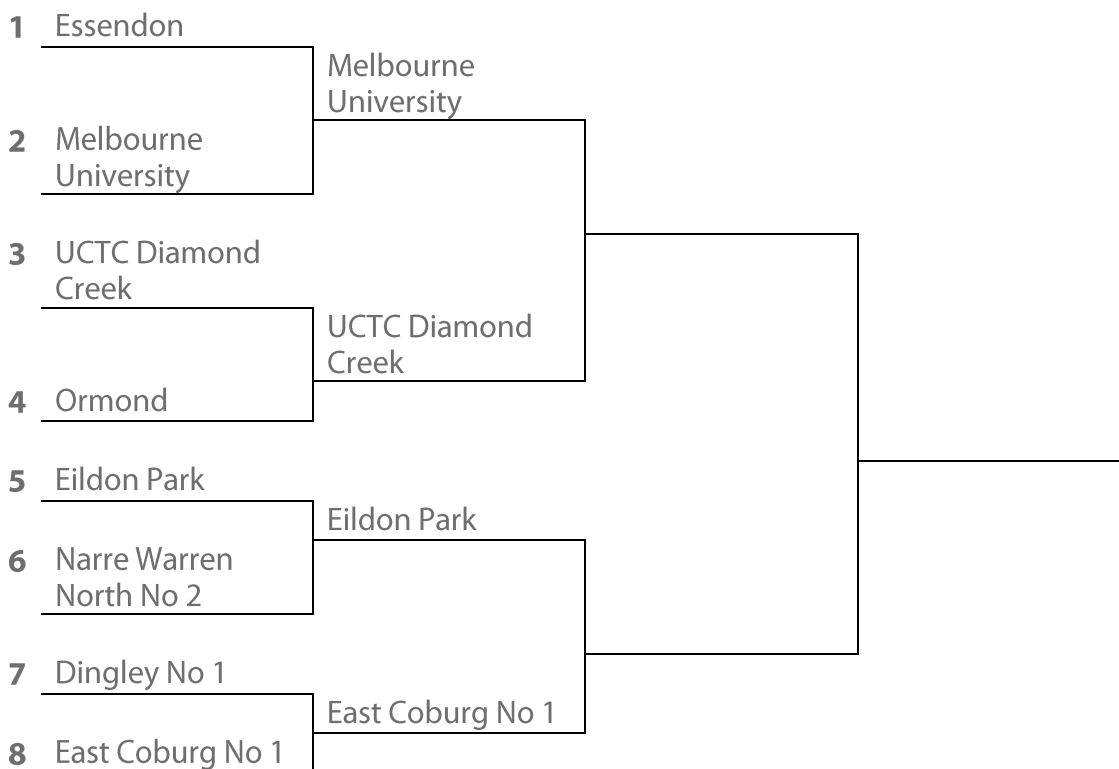 1 Essendon
Melbourne
University
2 Melbourne
University
3 UCTC Diamond
Creek
UCTC Diamond
Creek
4 Ormond
5 Eildon Park
Eildon Park
6 Narre Warren
North No 2
7 Dingley No 1
East Coburg No 1
8 East Coburg No 1